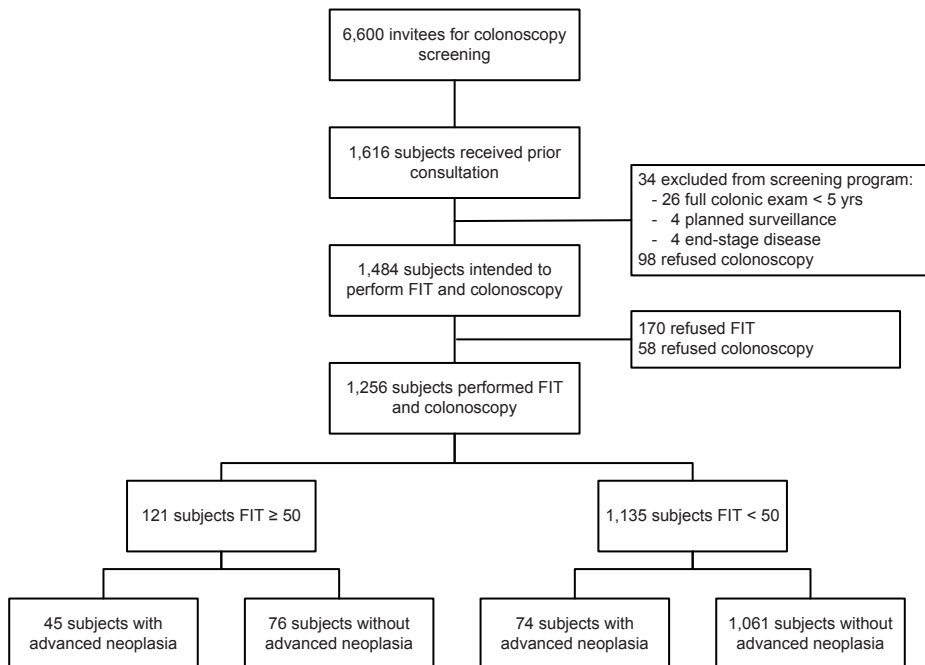 6,600 invitees for colonoscopy
screening
1,616 subjects received prior
consultation
34 excluded from screening program:
- 26 full colonic exam < 5 yrs
- 4 planned surveillance
- 4 end-stage disease
98 refused colonoscopy
1,484 subjects intended to
perform FIT and colonoscopy
170 refused FIT
58 refused colonoscopy
1,256 subjects performed FIT
and colonoscopy
121 subjects FIT ≥ 50
1,135 subjects FIT < 50
45 subjects with
advanced neoplasia
76 subjects without
advanced neoplasia
74 subjects with
advanced neoplasia
1,061 subjects without
advanced neoplasia